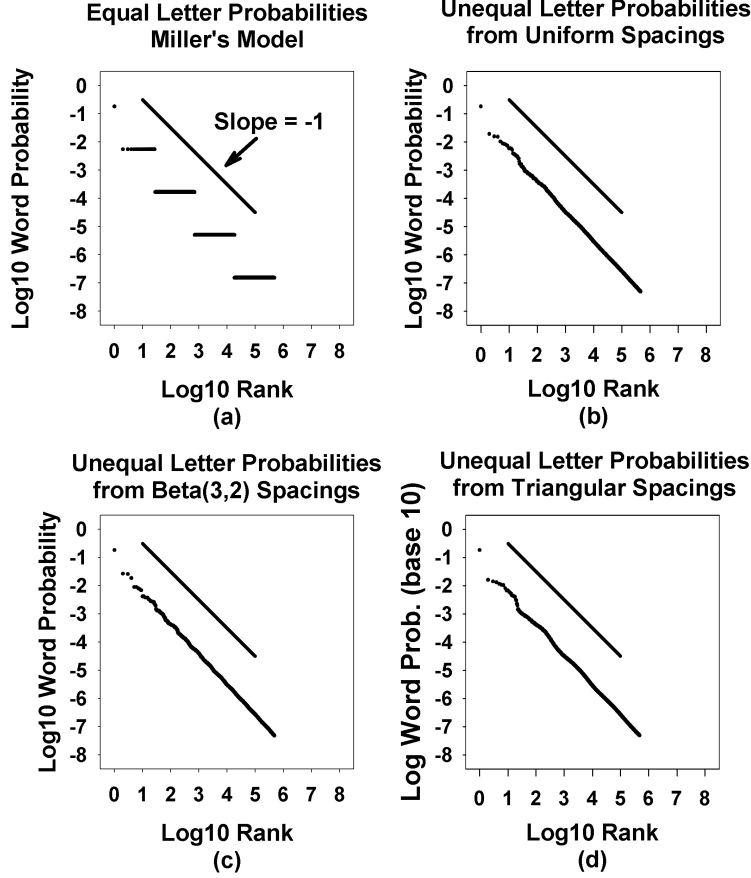 Equal Letter Probabilities
Miller's Model
Log10 Word Probability
0
-1
-2
-3
-4
-5
-6
-7
-8
Slope = -1
0 1 2 3 4 5 6 7 8
Log10 Rank
(a)
Unequal Letter Probabilities
from Uniform Spacings
Log10 Word Probability
0
-1
-2
-3
-4
-5
-6
-7
-8
0 1 2 3 4 5 6 7 8
Log10 Rank
(b)
Unequal Letter Probabilities
from Beta(3,2) Spacings
Log10 Word Probability
0
-1
-2
-3
-4
-5
-6
-7
-8
0 1 2 3 4 5 6 7 8
Log10 Rank
(c)
Unequal Letter Probabilities
from Triangular Spacings
Log Word Prob. (base 10)
0
-1
-2
-3
-4
-5
-6
-7
-8
0 1 2 3 4 5 6 7 8
Log10 Rank
(d)